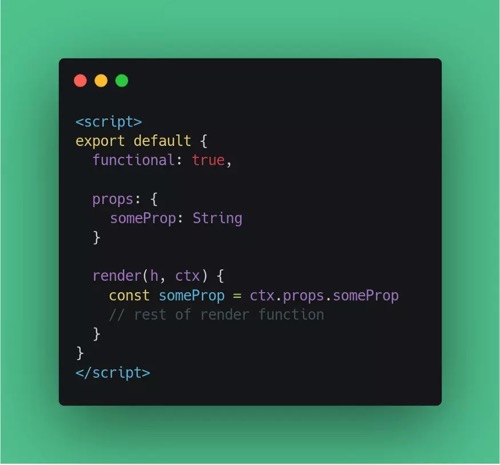 <script>
export default {
functional: true,
props: {
someProp: String
}
render(h, ctx) {
const someProp = ctx.props.someProp
// rest of render function
}
}
</script>